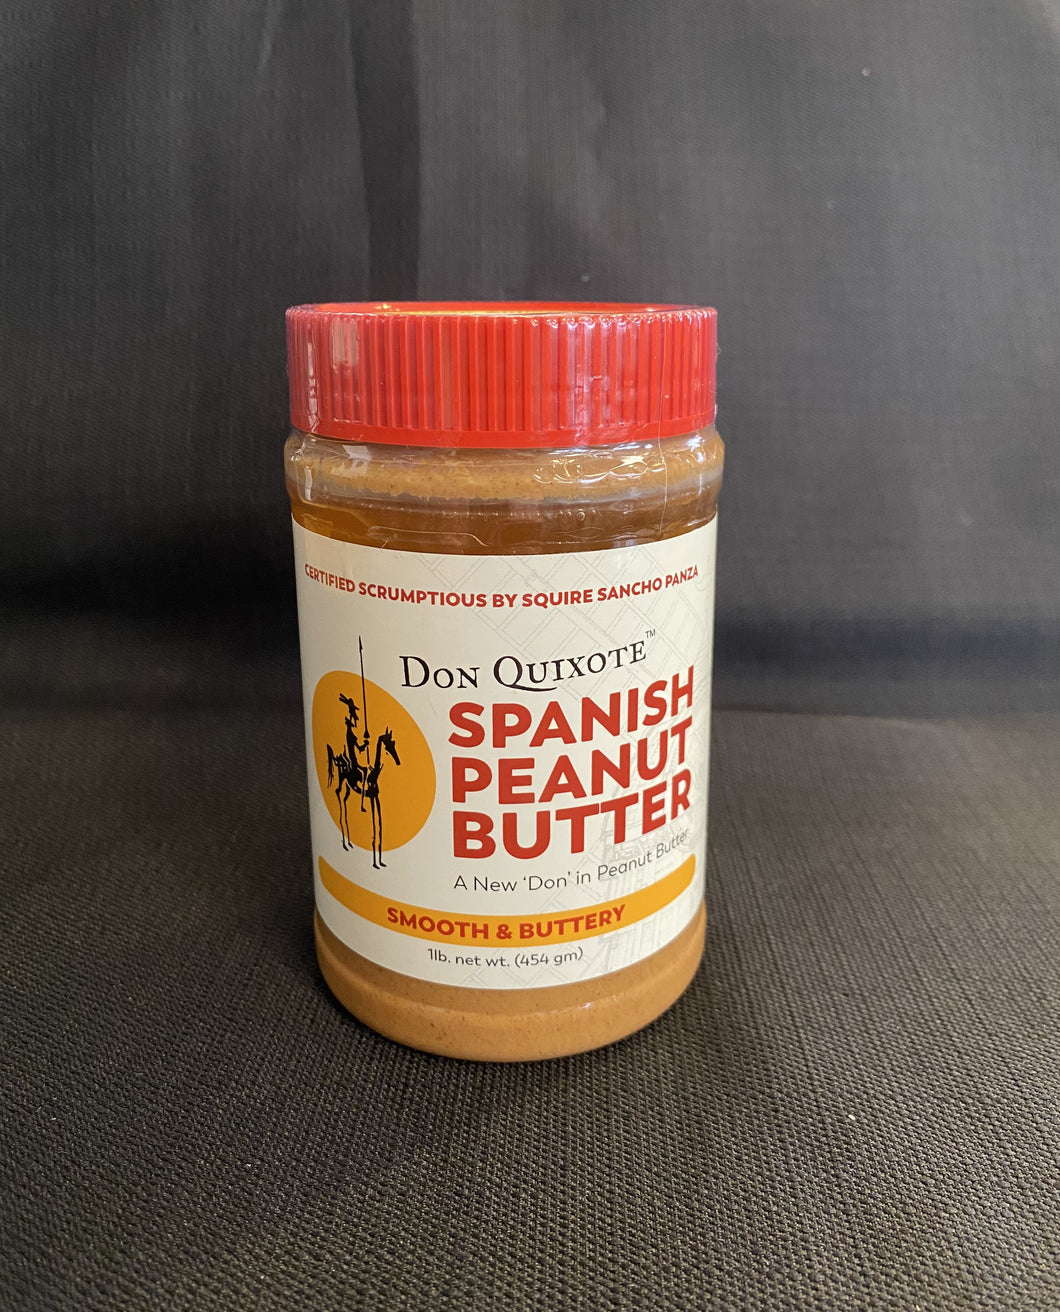 CERTIFIED SCRUMPTIOUS BY SQUIRE SANCHO PANZA
DON QUIXOTE™
SPANISH
PEANUT
BUTTER
A New ‘Don’ in Peanut Butter
SMOOTH & BUTTERY
1lb. net wt. (454 gm)